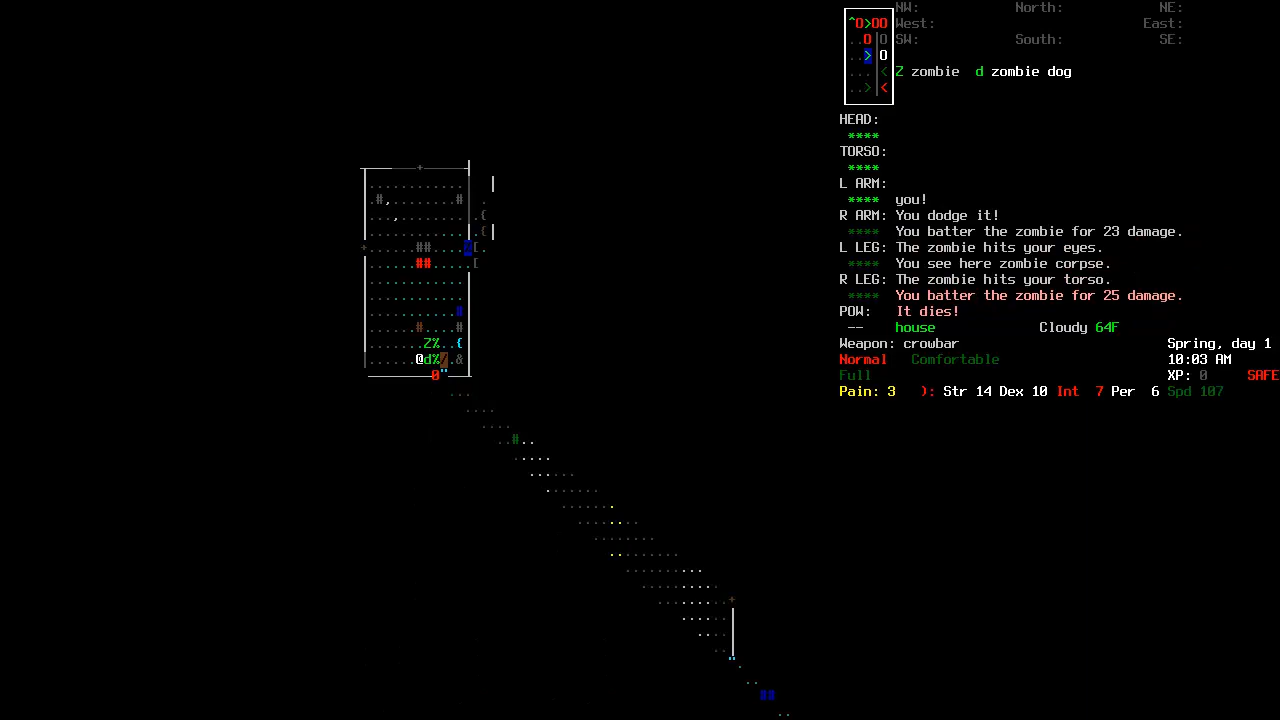 NW: North: NE:
West: East:
SW: South: SE:
Z zombie d zombie dog
HEAD:
****
TORSO:
****
L ARM:
**** you!
R ARM: You dodge it!
**** You batter the zombie for 23 damage.
L LEG: The zombie hits your eyes.
**** You see here zombie corpse.
R LEG: The zombie hits your torso.
**** You batter the zombie for 25 damage.
POW: It dies!
-- house Cloudy 64F
Weapon: crowbar Spring, day 1
Normal Comfortable 10:03 AM
Full XP: 0 SAFE
Pain: 3 ): Str 14 Dex 10 Int 7 Per 6 Spd 107